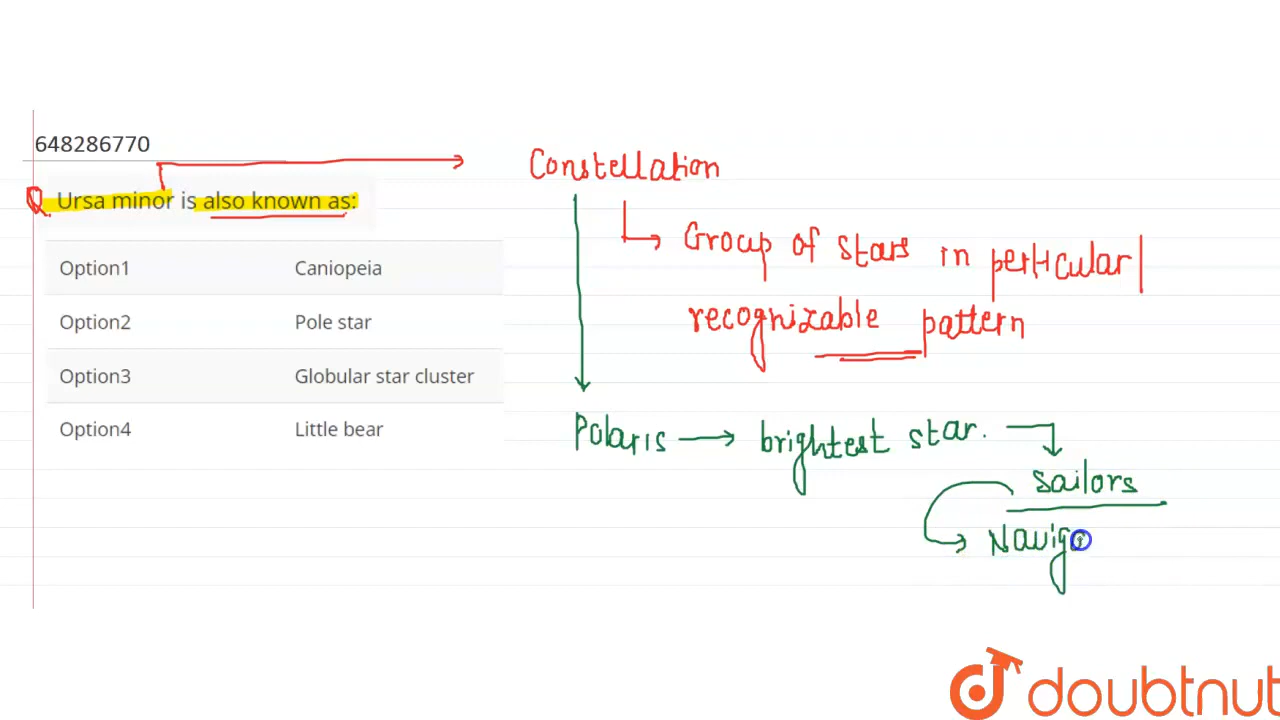 648286770
Constellation
Q Ursa minor is also known as:
Group of stars in perticular
Option1 Caniopeia
Option2 Pole star
recognizable pattern
Option3 Globular star cluster
Option4 Little bear
Polaris brightest star.
Sailors
Naviga
doubtnut